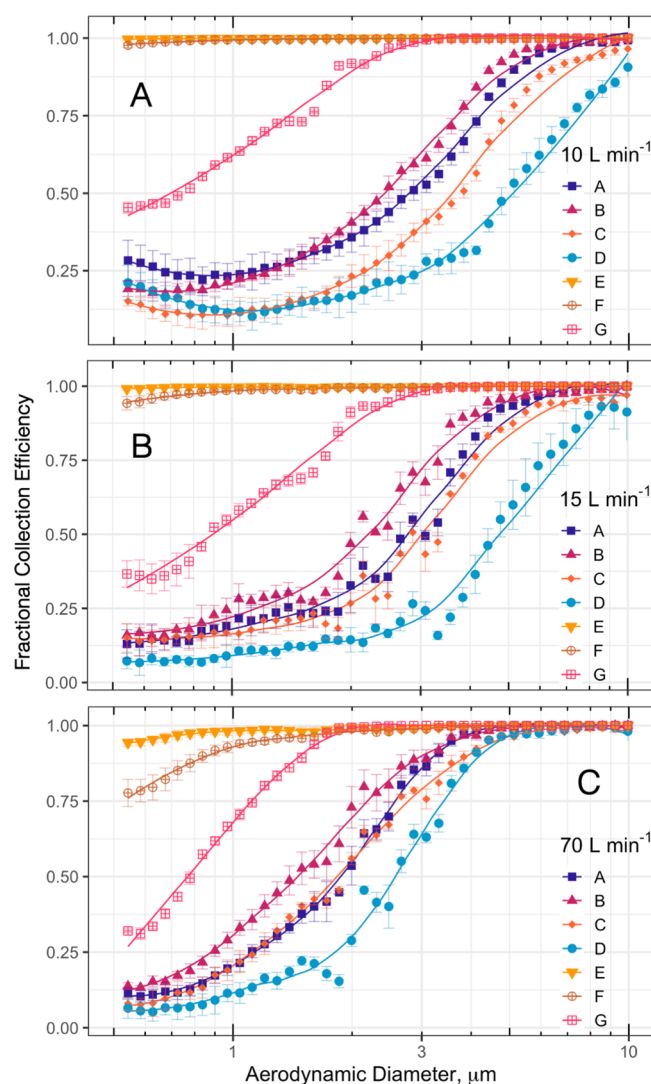 1.00
A
0.75
10 L min⁻¹
0.50
A
B
C
0.25
D
E
F
G
1.00
B
0.75
15 L min⁻¹
0.50
A
B
C
0.25
D
E
F
0.00
G
Fractional Collection Efficiency
1.00
C
0.75
70 L min⁻¹
0.50
A
B
C
0.25
D
E
F
0.00
G
1
3
10
Aerodynamic Diameter, μm